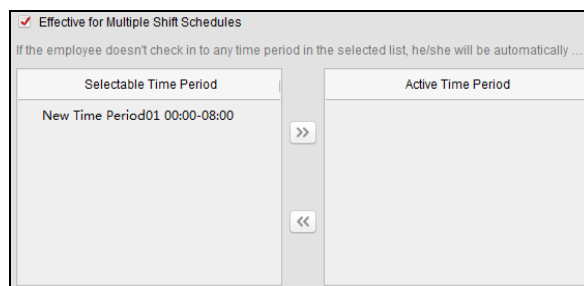 Effective for Multiple Shift Schedules
If the employee doesn't check in to any time period in the selected list, he/she will be automatically ...
Selectable Time Period
Active Time Period
New Time Period01 00:00-08:00
>>
<<